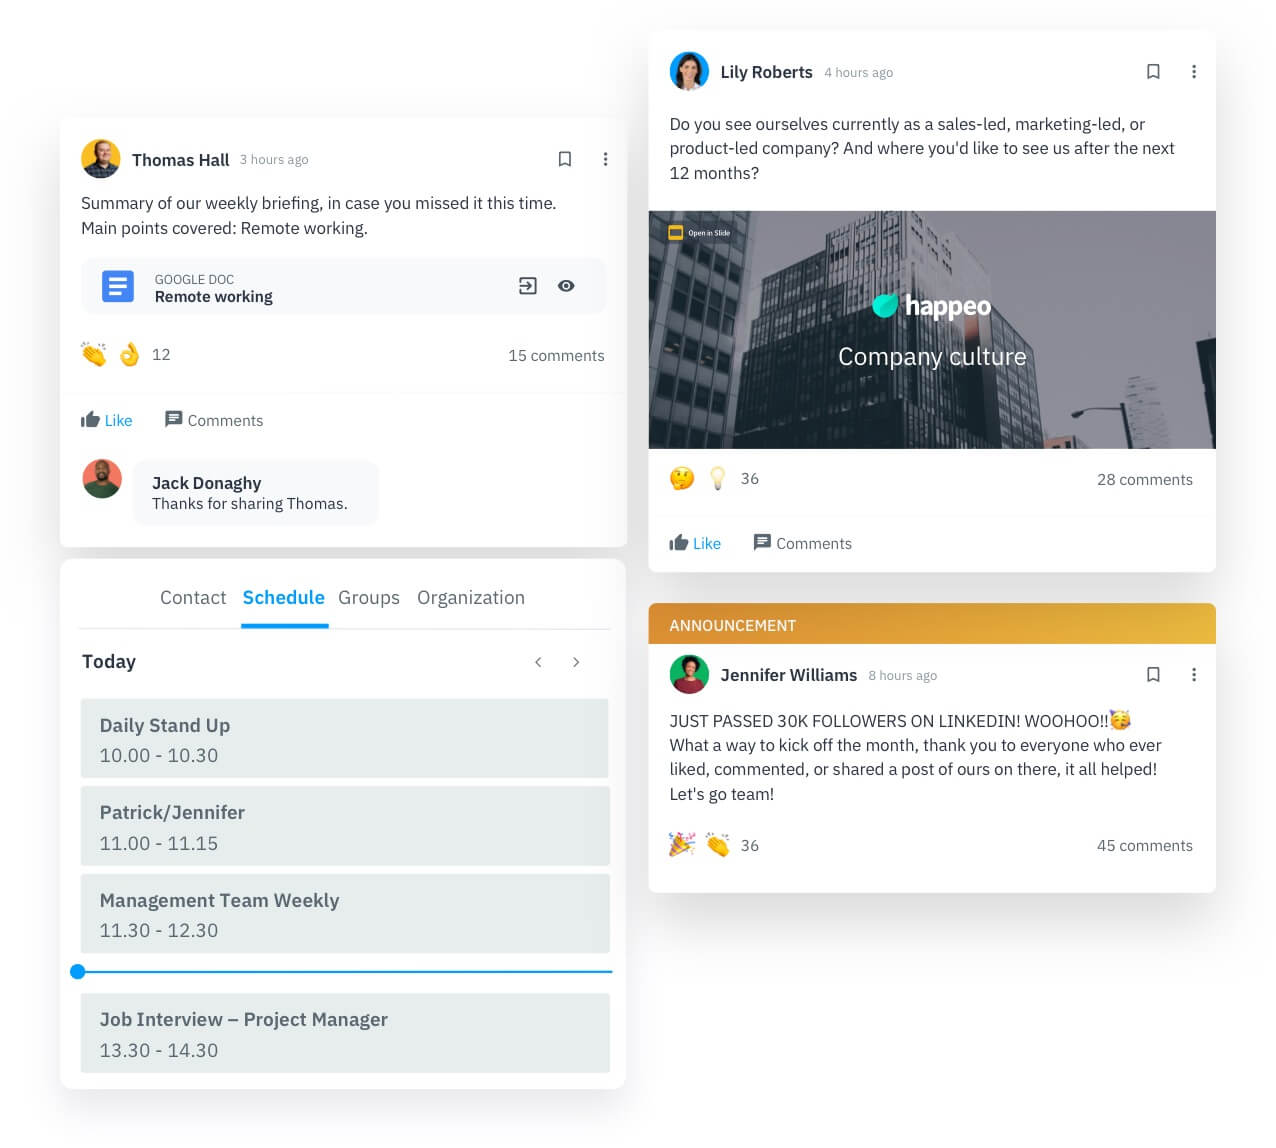 Thomas Hall 3 hours ago
Summary of our weekly briefing, in case you missed it this time.
Main points covered: Remote working.
GOOGLE DOC
Remote working
12
15 comments
Like
Comments
Jack Donaghy
Thanks for sharing Thomas.
Contact Schedule Groups Organization
Today
Daily Stand Up
10.00 - 10.30
Patrick/Jennifer
11.00 - 11.15
Management Team Weekly
11.30 - 12.30
Job Interview – Project Manager
13.30 - 14.30
Lily Roberts 4 hours ago
Do you see ourselves currently as a sales-led, marketing-led, or
product-led company? And where you'd like to see us after the next
12 months?
Open in Slide
happeo
Company culture
36
28 comments
Like
Comments
ANNOUNCEMENT
Jennifer Williams 8 hours ago
JUST PASSED 30K FOLLOWERS ON LINKEDIN! WOOHOO!!🥳
What a way to kick off the month, thank you to everyone who ever
liked, commented, or shared a post of ours on there, it all helped!
Let's go team!
36
45 comments